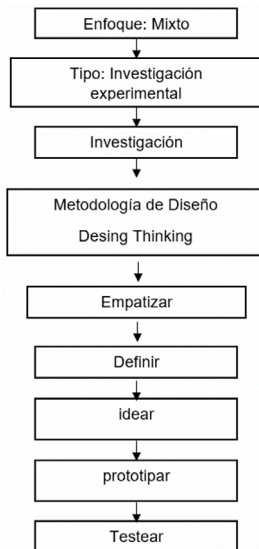 Enfoque: Mixto
Tipo: Investigación
experimental
Investigación
Metodología de Diseño
Desing Thinking
Empatizar
Definir
idear
prototipar
Testear